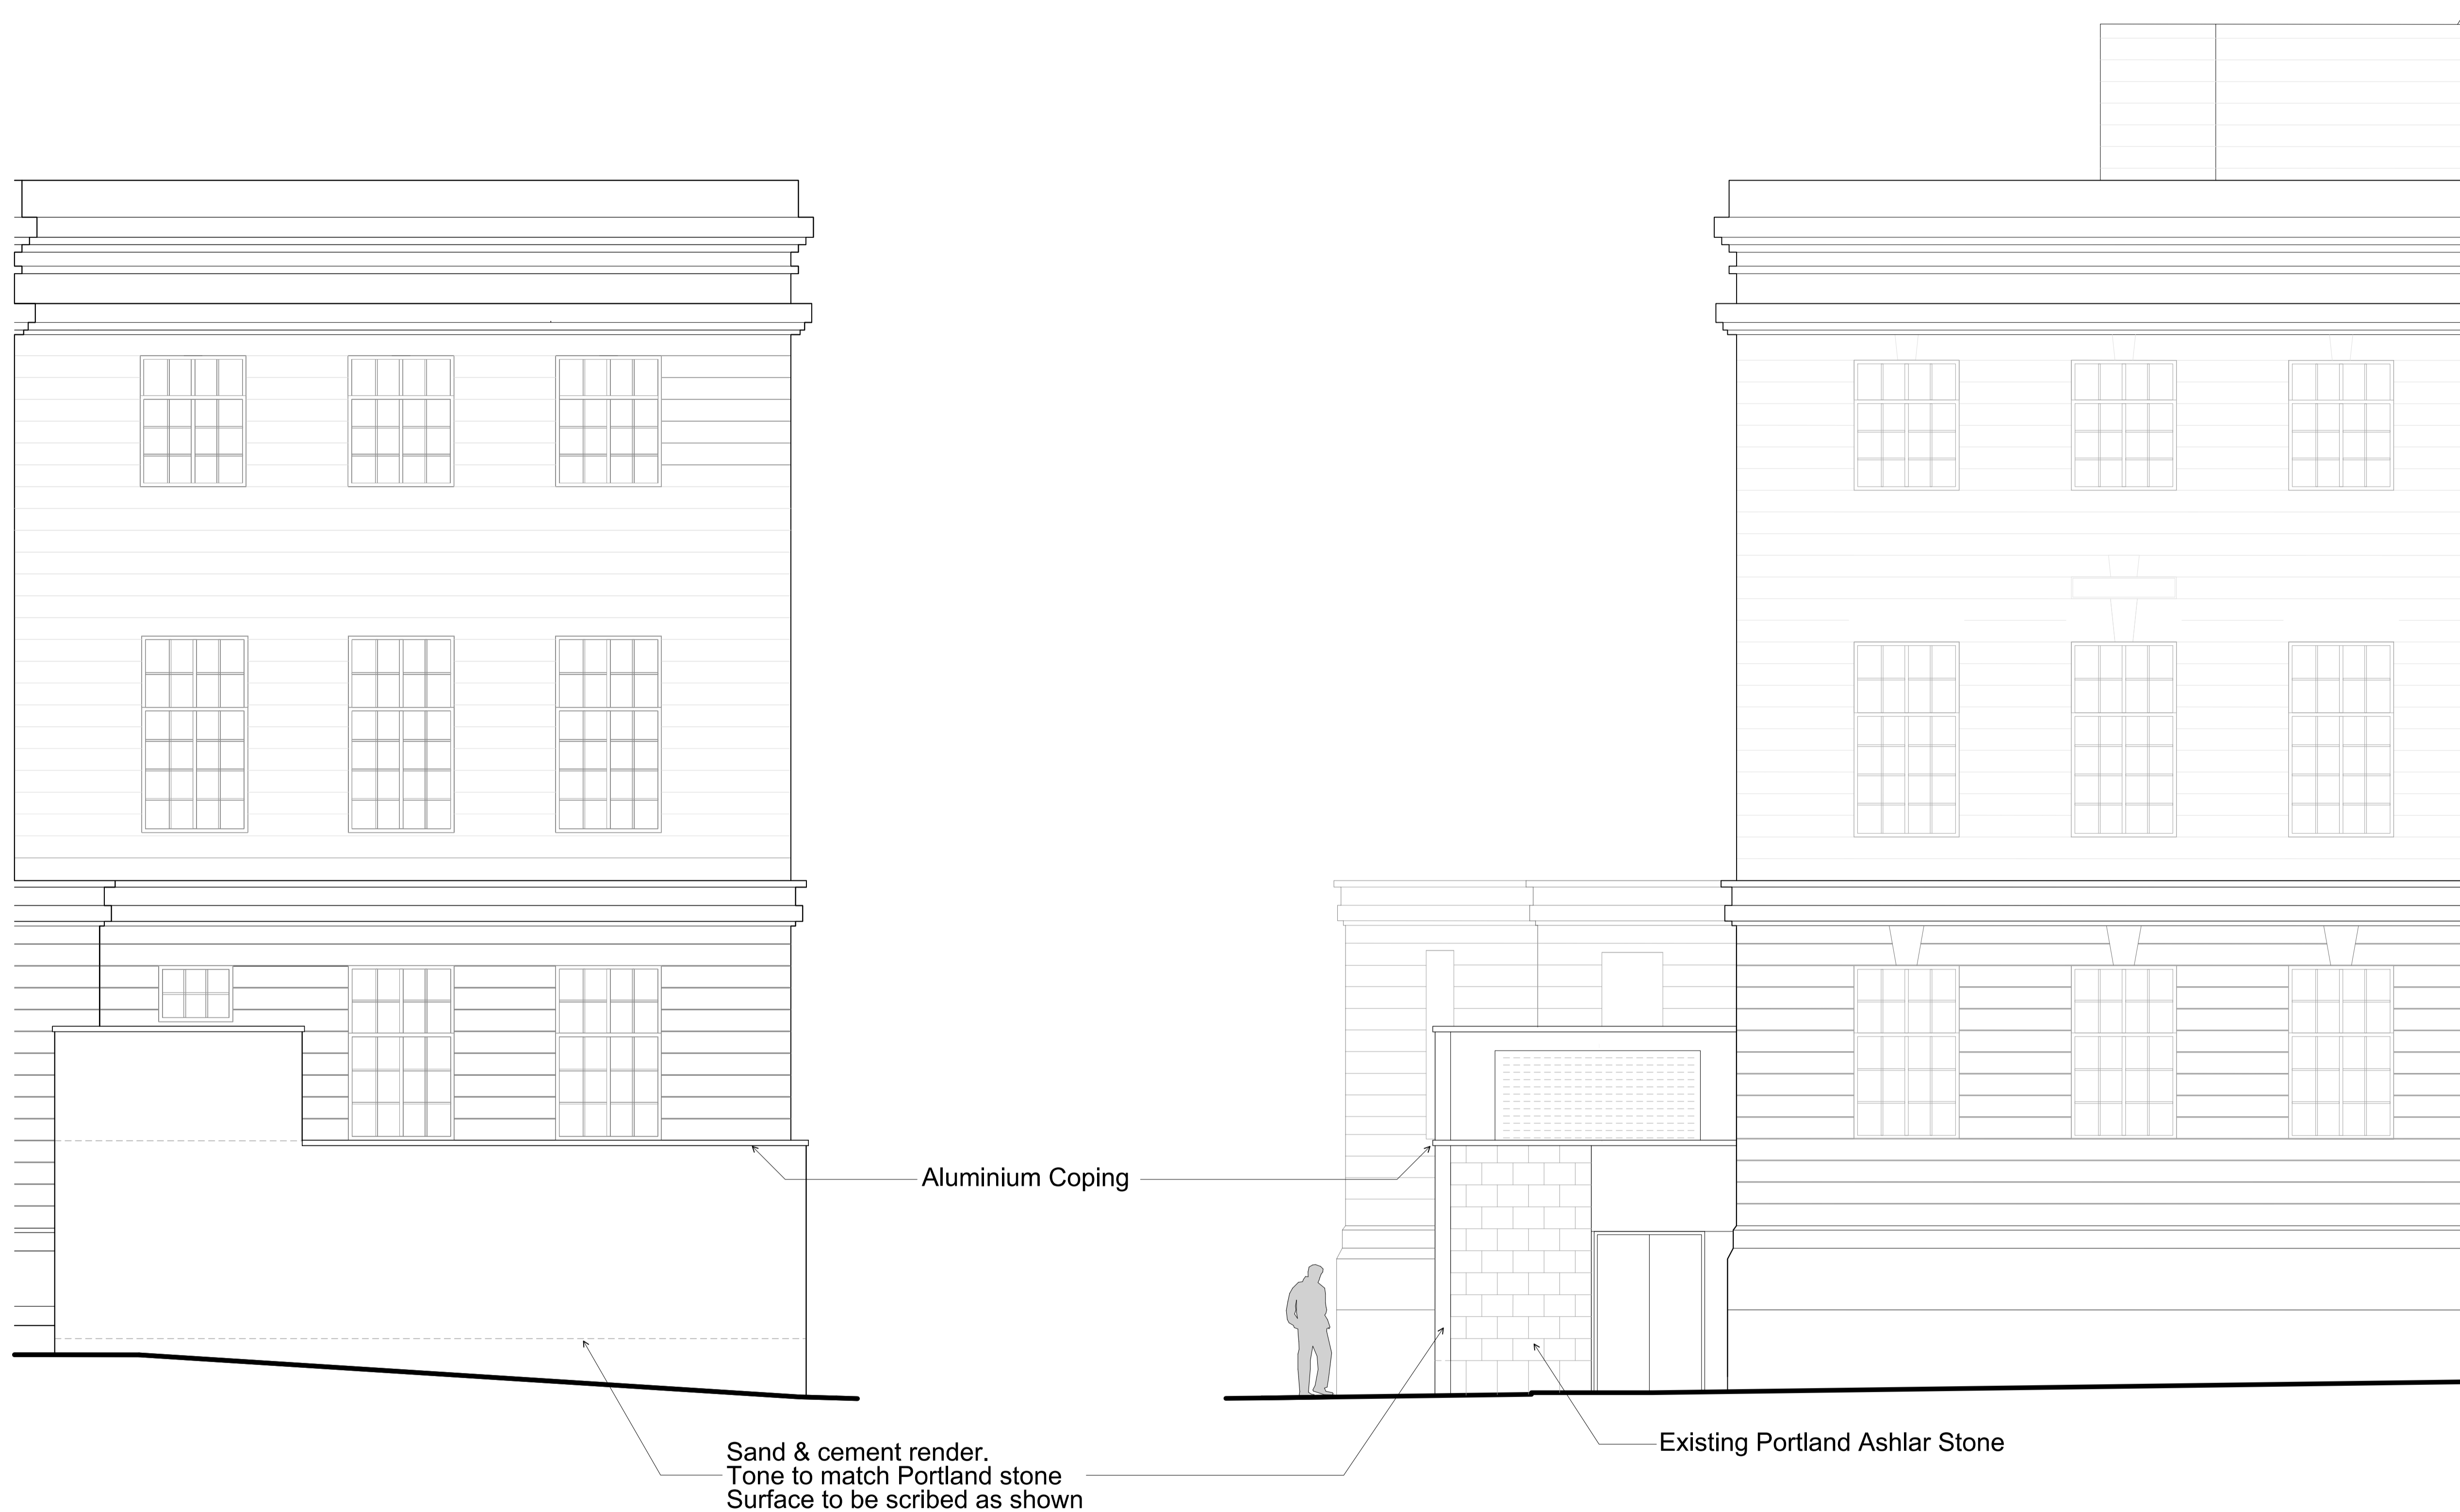 Aluminium Coping
Sand & cement render.
Tone to match Portland stone
Surface to be scribed as shown
Existing Portland Ashlar Stone